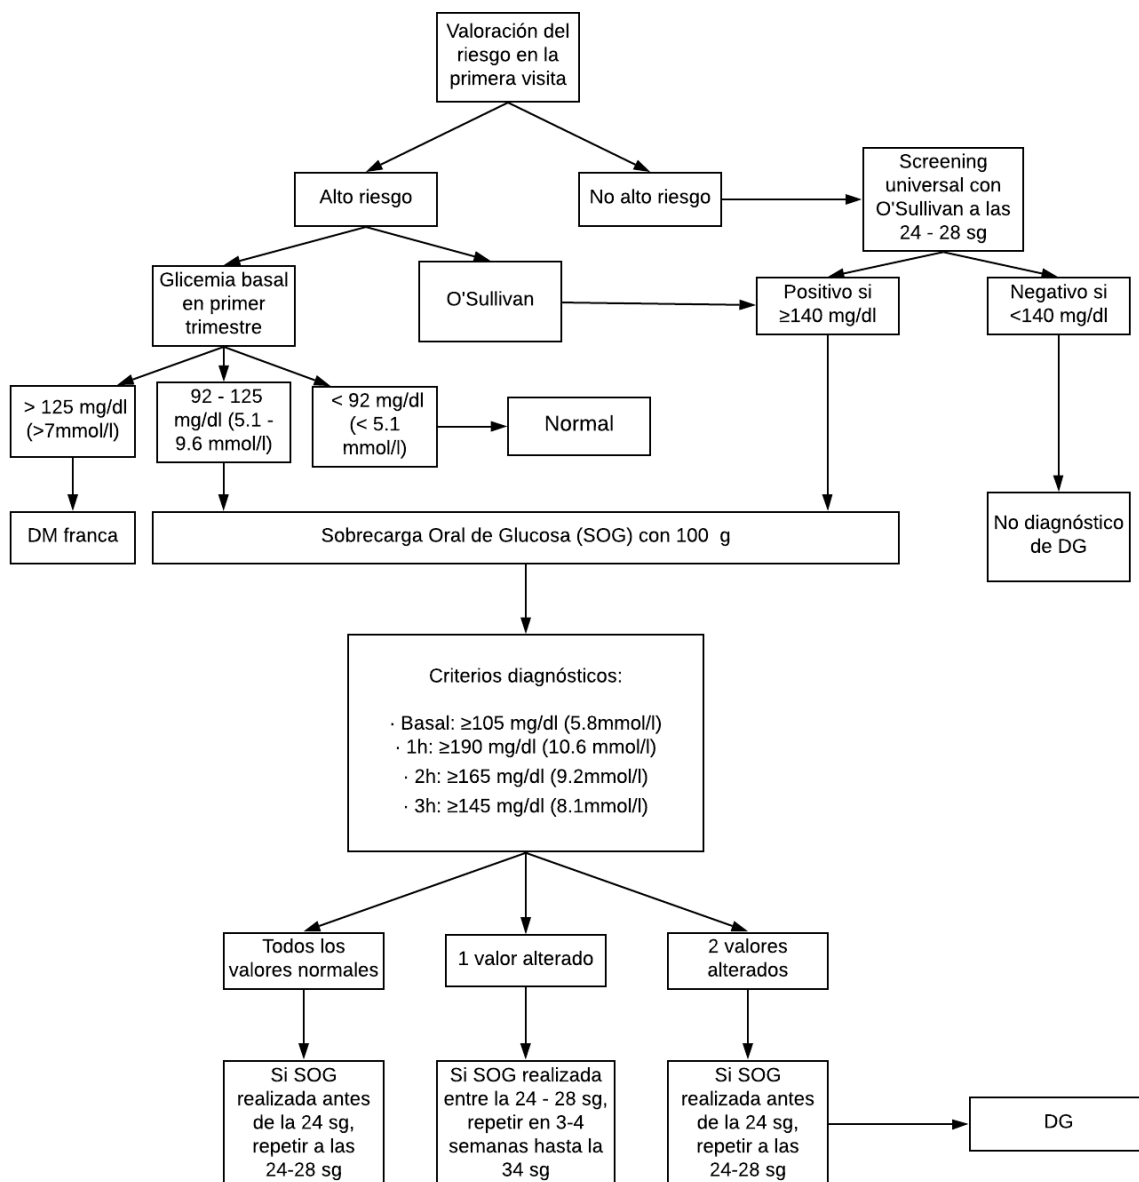 Valoración del
riesgo en la
primera visita
Alto riesgo
No alto riesgo
Screening
universal con
O'Sullivan a las
24 - 28 sg
Glicemia basal
en primer
trimestre
O'Sullivan
Positivo si
≥140 mg/dl
Negativo si
<140 mg/dl
> 125 mg/dl
(>7mmol/l)
92 - 125
mg/dl (5.1 -
9.6 mmol/l)
< 92 mg/dl
(< 5.1
mmol/l)
Normal
DM franca
Sobrecarga Oral de Glucosa (SOG) con 100 g
No diagnóstico
de DG
Criterios diagnósticos:
· Basal: ≥105 mg/dl (5.8mmol/l)
· 1h: ≥190 mg/dl (10.6 mmol/l)
· 2h: ≥165 mg/dl (9.2mmol/l)
· 3h: ≥145 mg/dl (8.1mmol/l)
Todos los
valores normales
1 valor alterado
2 valores
alterados
Si SOG
realizada antes
de la 24 sg,
repetir a las
24-28 sg
Si SOG realizada
entre la 24 - 28 sg,
repetir en 3-4
semanas hasta la
34 sg
Si SOG
realizada antes
de la 24 sg,
repetir a las
24-28 sg
DG